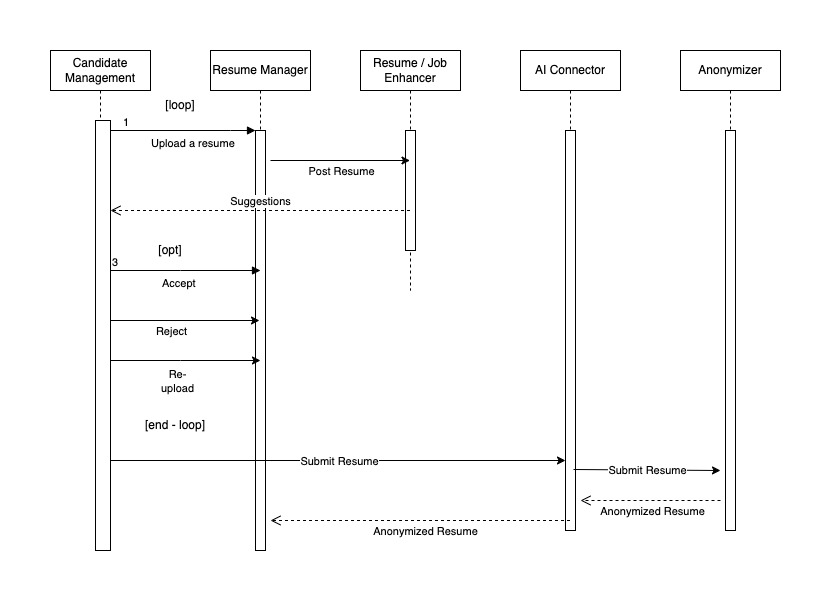 Candidate
Management
Resume Manager
Resume / Job
Enhancer
AI Connector
Anonymizer
[loop]
1
Upload a resume
Post Resume
Suggestions
[opt]
3
Accept
Reject
Re-
upload
[end - loop]
Submit Resume
Submit Resume
Anonymized Resume
Anonymized Resume